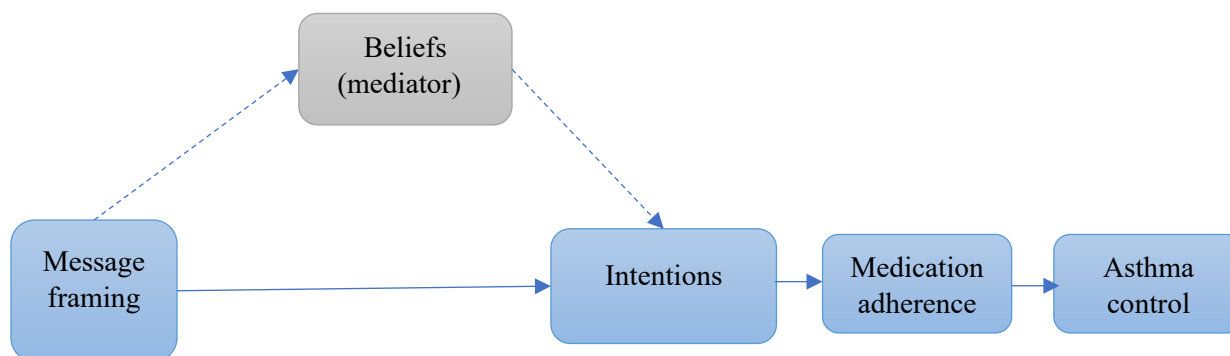 Beliefs
(mediator)
Message
framing
Intentions
Medication
adherence
Asthma
control